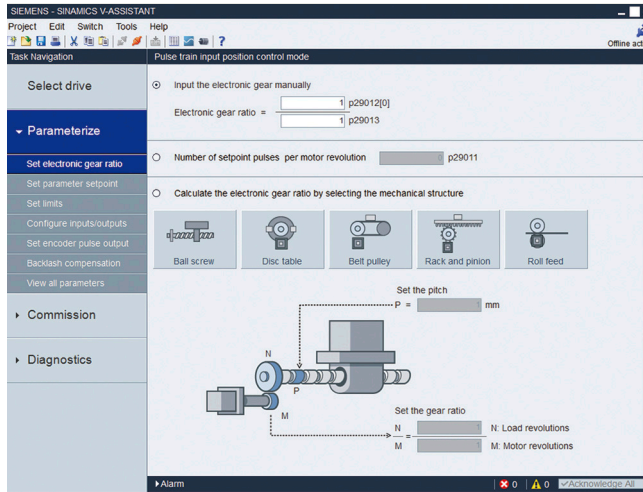 SIEMENS - SINAMICS V-ASSISTANT
Project Edit Switch Tools Help
Offline
Task Navigation
Pulse train input position control mode
Select drive
Parameterize
Set electronic gear ratio
Set parameter setpoint
Set limits
Configure inputs/outputs
Set encoder pulse output
Backlash compensation
View all parameters
Commission
Diagnostics
Input the electronic gear manually
Electronic gear ratio =
1 p29012[0]
1 p29013
Number of setpoint pulses per motor revolution p29011
Calculate the electronic gear ratio by selecting the mechanical structure
Ball screw Disc table Belt pulley Rack and pinion Roll feed
Set the pitch
P = 1 mm
N
P
M
Set the gear ratio
N = 1 N: Load revolutions
M 1 M: Motor revolutions
Alarm 0 0 Acknowledge All